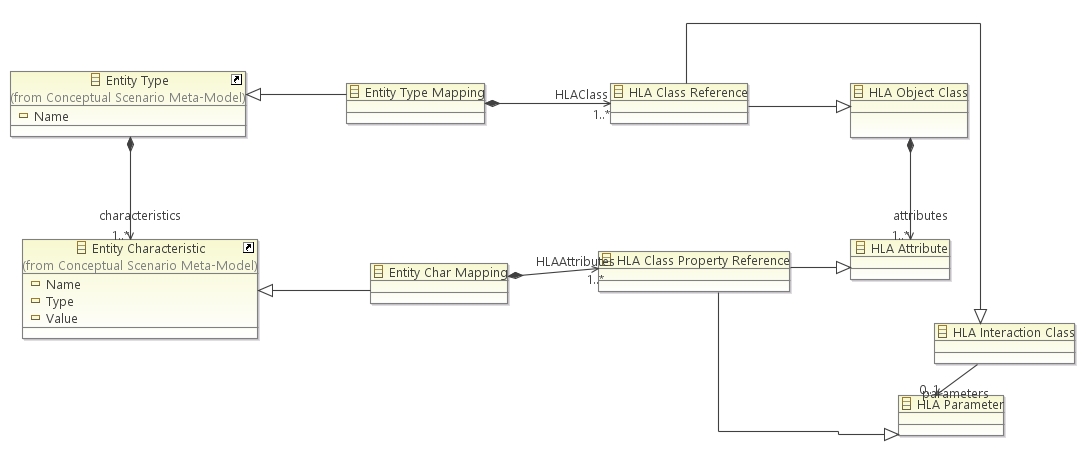 Entity Type
(from Conceptual Scenario Meta-Model)
Name
Entity Type Mapping
HLAClass
1..*
HLA Class Reference
HLA Object Class
characteristics
1..*
attributes
1..*
Entity Characteristic
(from Conceptual Scenario Meta-Model)
Name
Type
Value
Entity Char Mapping
HLAAttributes
1..*
HLA Class Property Reference
HLA Attribute
HLA Interaction Class
0..1
parameters
HLA Parameter